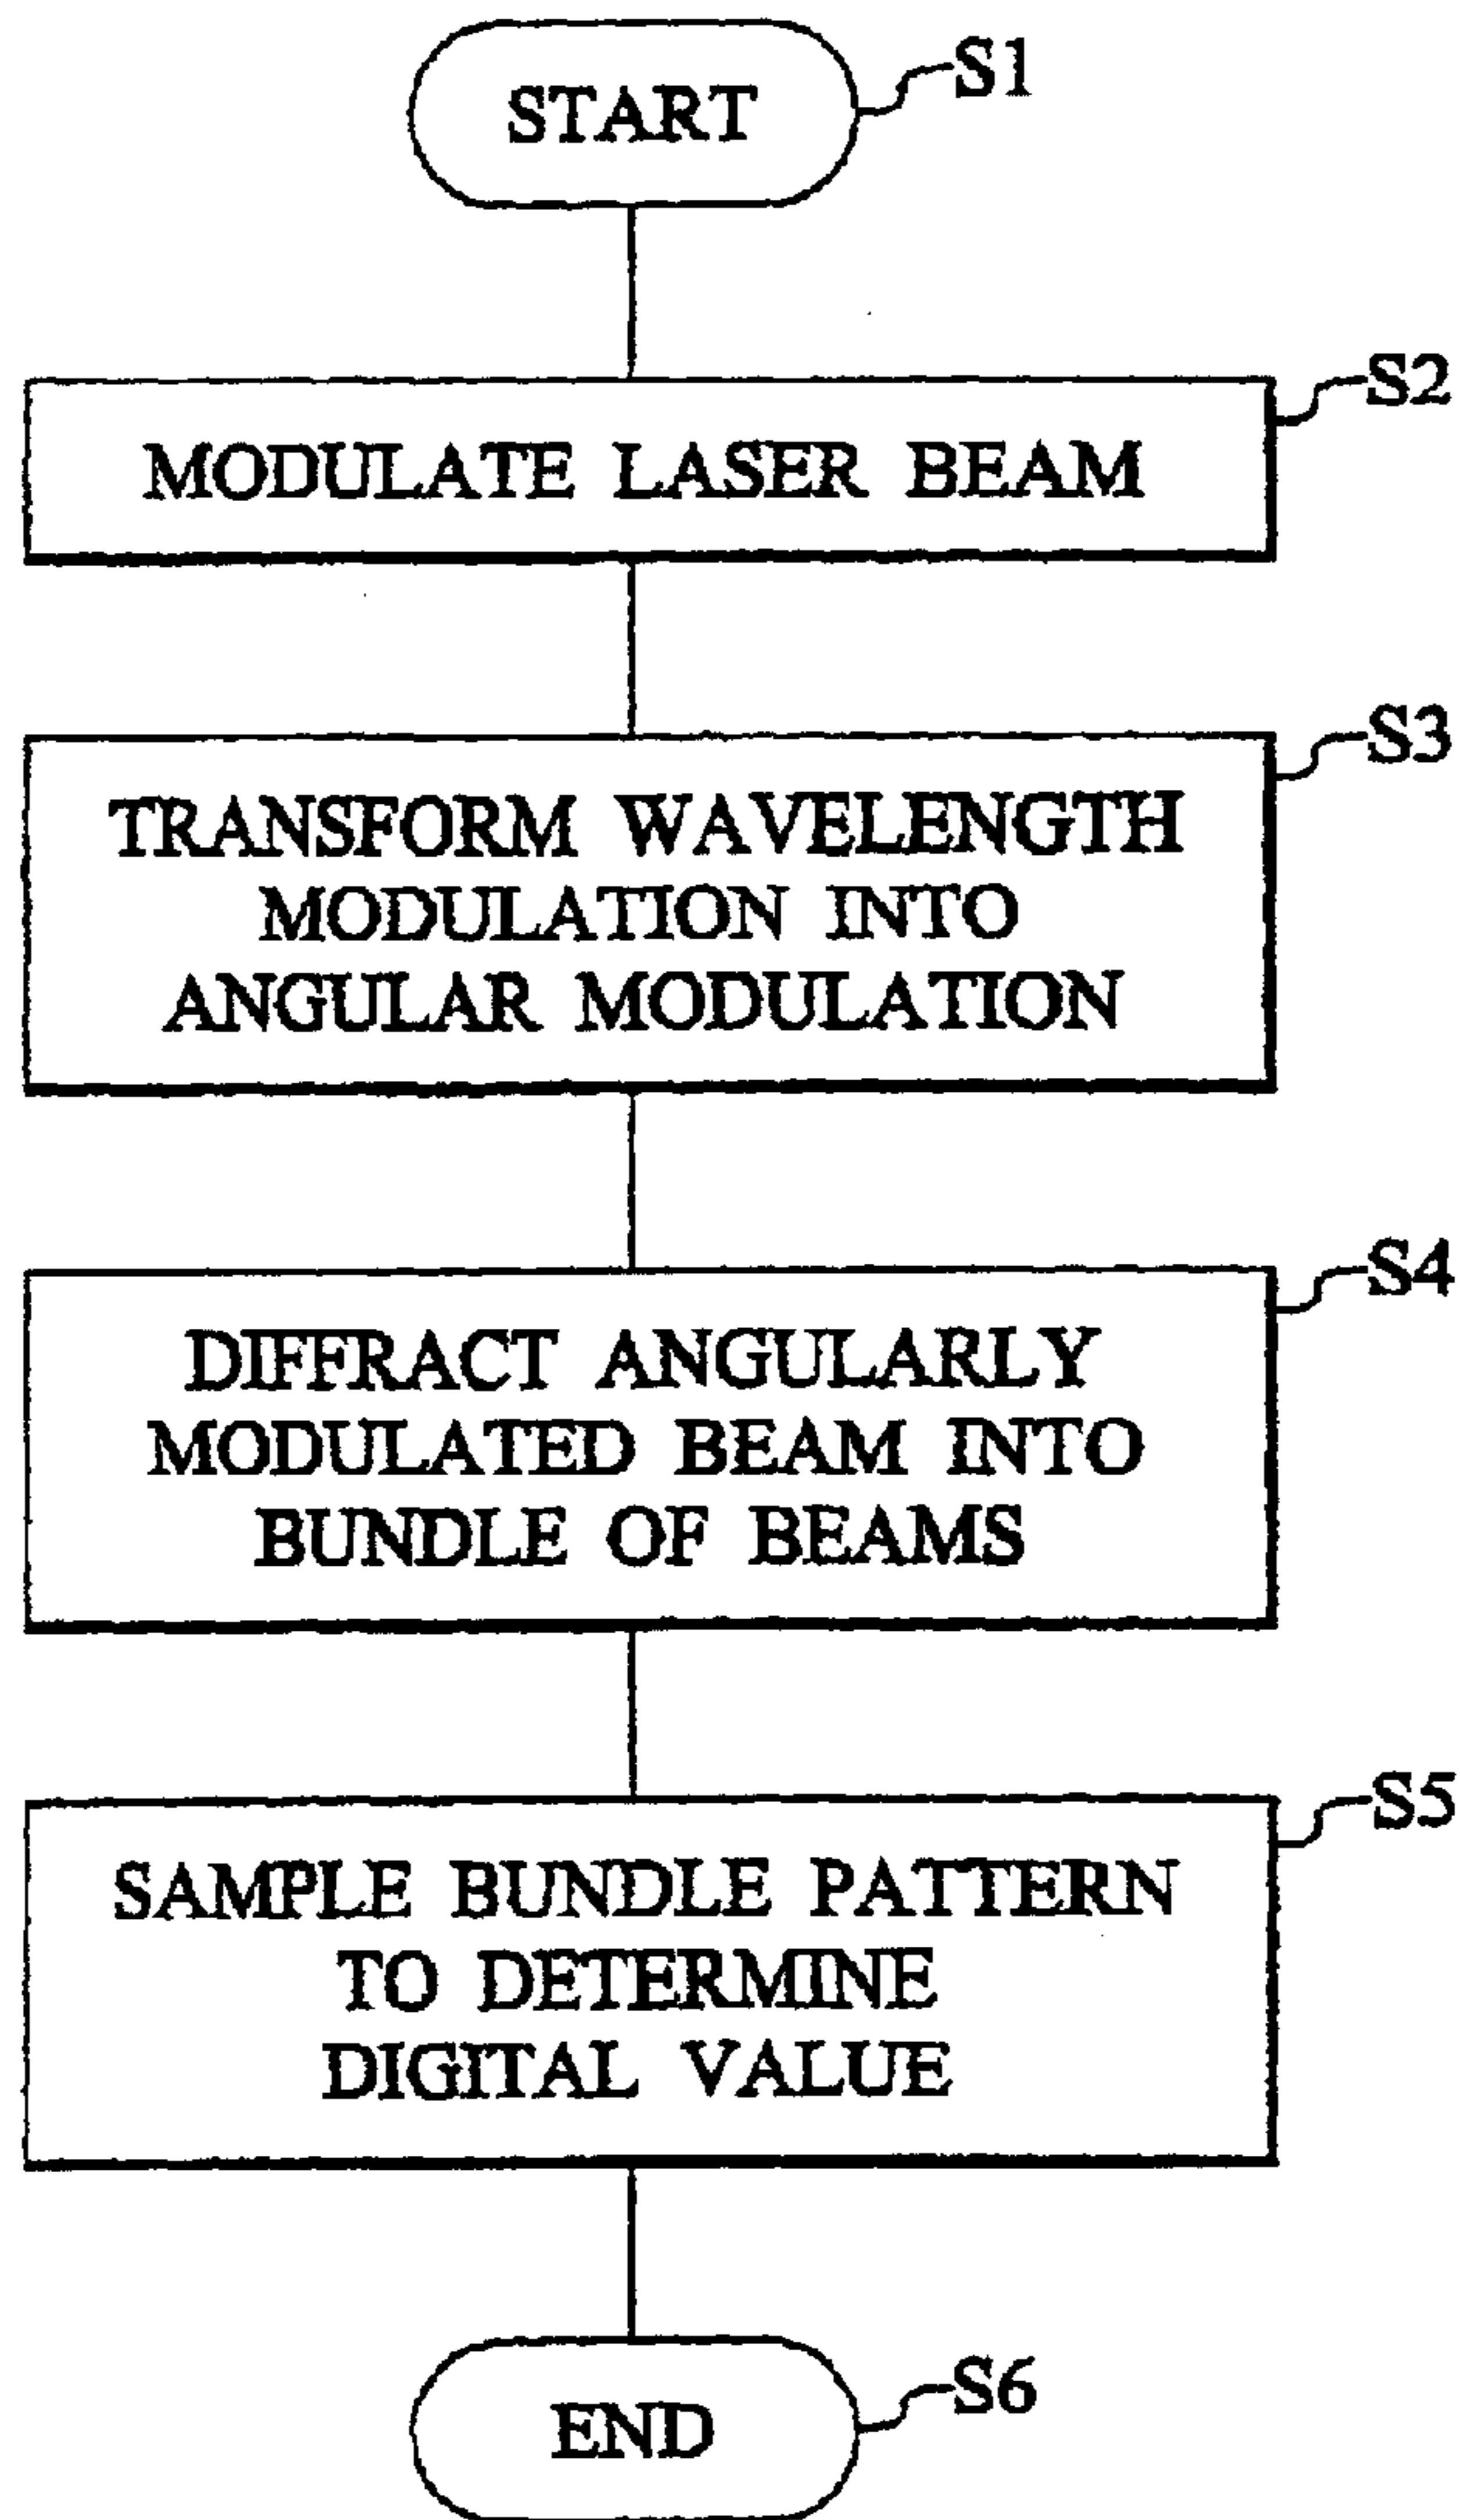 START
S1
S2
MODULATE LASER BEAM
S3
TRANSFORM WAVELENGTH
MODULATION INTO
ANGULAR MODULATION
S4
DIFFRACT ANGULARLY
MODULATED BEAM INTO
BUNDLE OF BEAMS
S5
SAMPLE BUNDLE PATTERN
TO DETERMINE
DIGITAL VALUE
S6
END